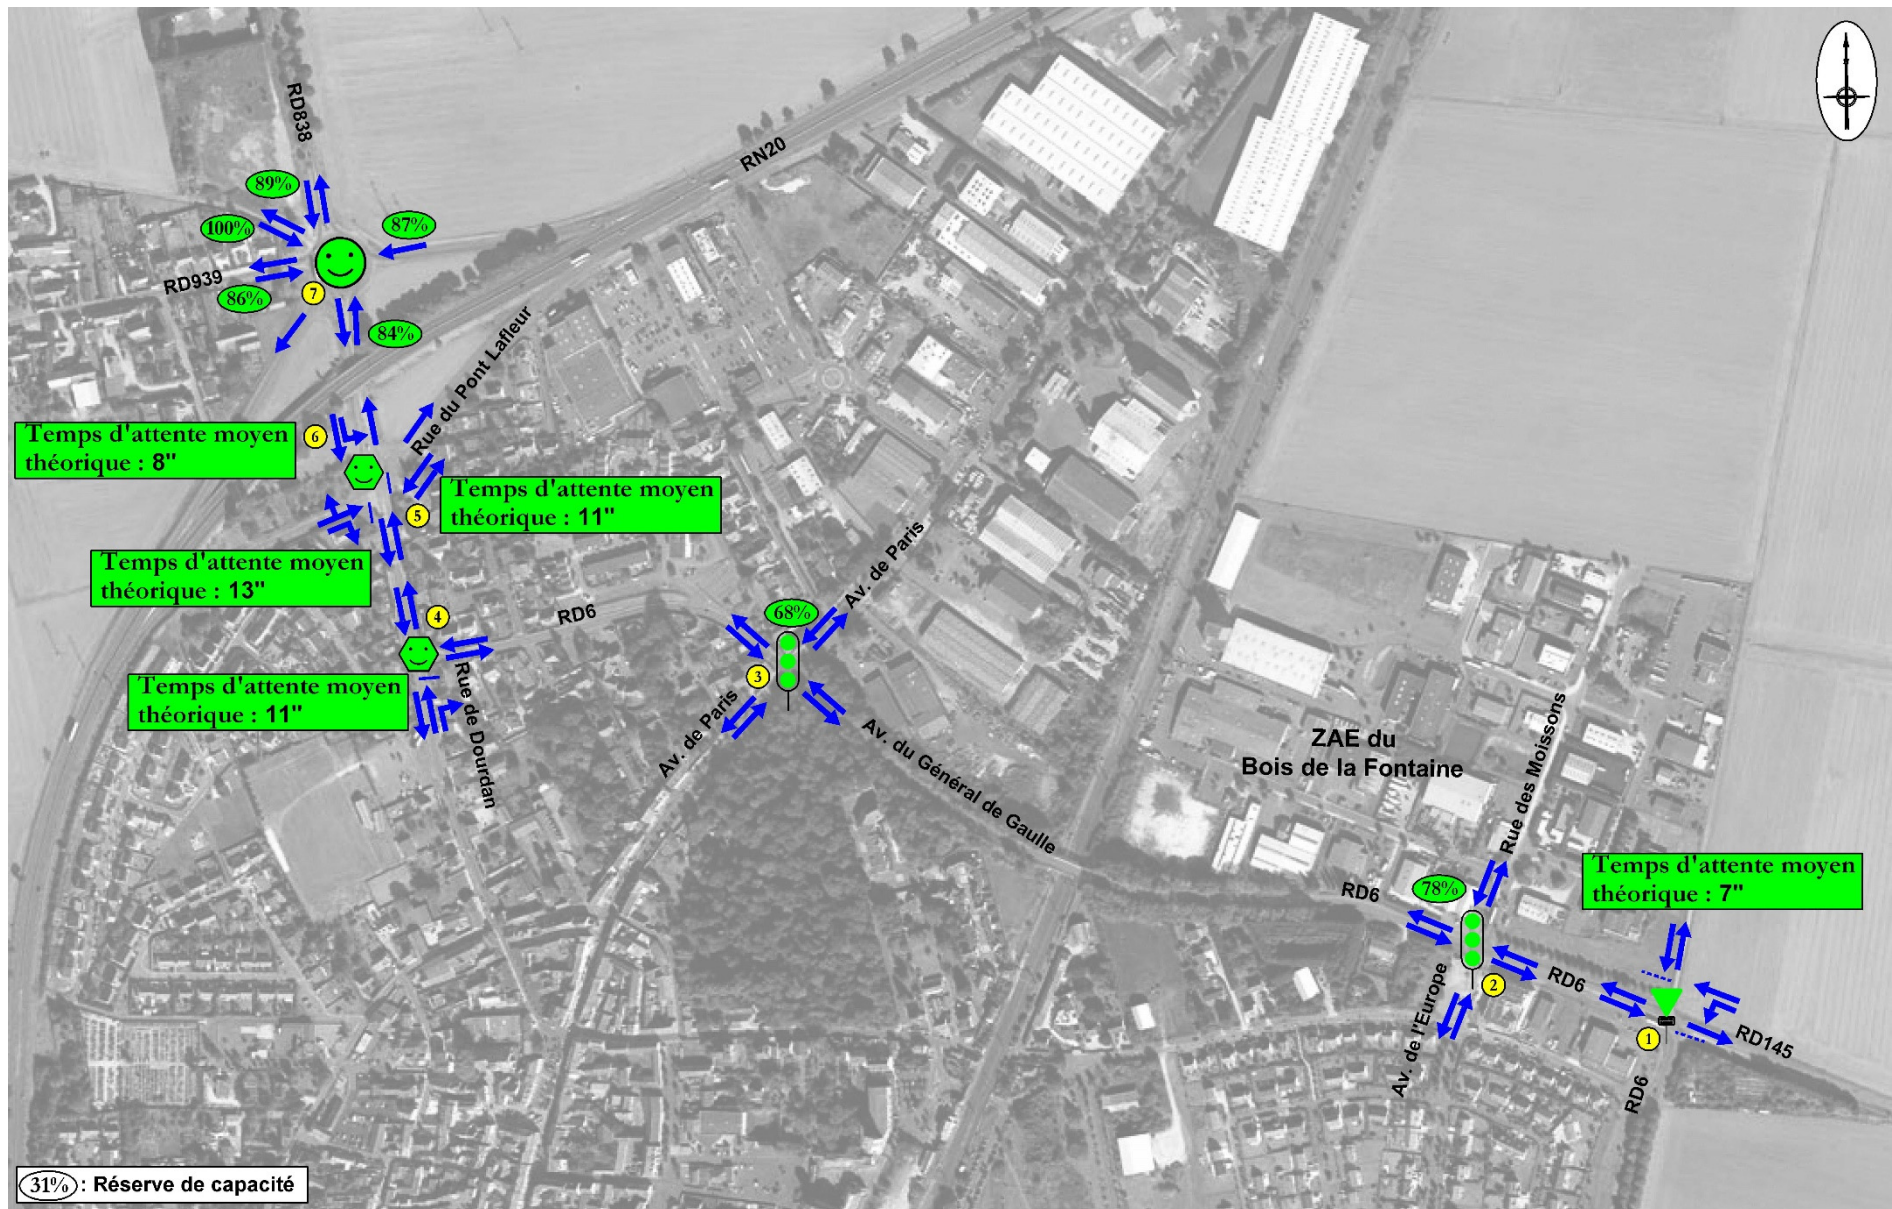 RD838
RN20
89%
100%
87%
RD939
86%
7
84%
Rue du Pont Lafleur
6
Temps d'attente moyen
théorique : 8"
Temps d'attente moyen
théorique : 11"
5
Temps d'attente moyen
théorique : 13"
4
RD6
68%
Av. de Paris
3
Temps d'attente moyen
théorique : 11"
Rue de Dourdan
Av. de Paris
Av. du Général de Gaulle
ZAE du
Bois de la Fontaine
Rue des Moissons
Temps d'attente moyen
théorique : 7"
RD6
78%
2
RD6
Av. de l'Europe
1
RD145
RD6
31% : Réserve de capacité